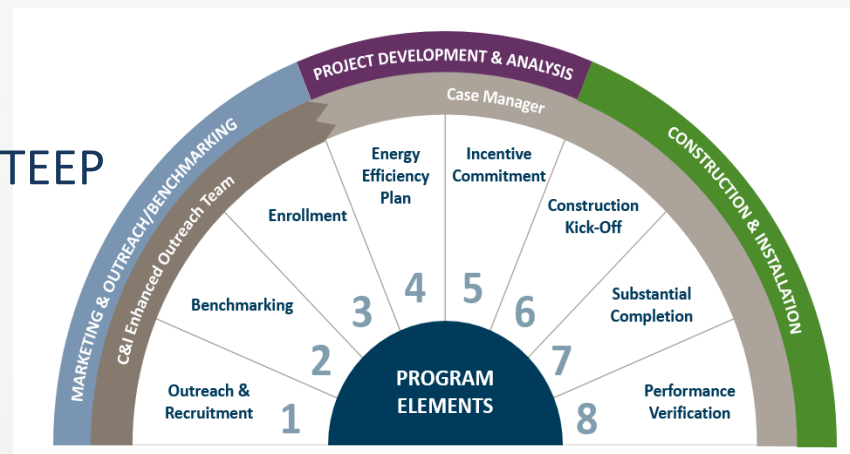 TEEP
MARKETING & OUTREACH/BENCHMARKING
PROJECT DEVELOPMENT & ANALYSIS
CONSTRUCTION & INSTALLATION
C&I Enhanced Outreach Team
Case Manager
Outreach &
Recruitment
1
Benchmarking
2
Enrollment
3
Energy
Efficiency
Plan
4
Incentive
Commitment
5
Construction
Kick-Off
6
Substantial
Completion
7
Performance
Verification
8
PROGRAM
ELEMENTS